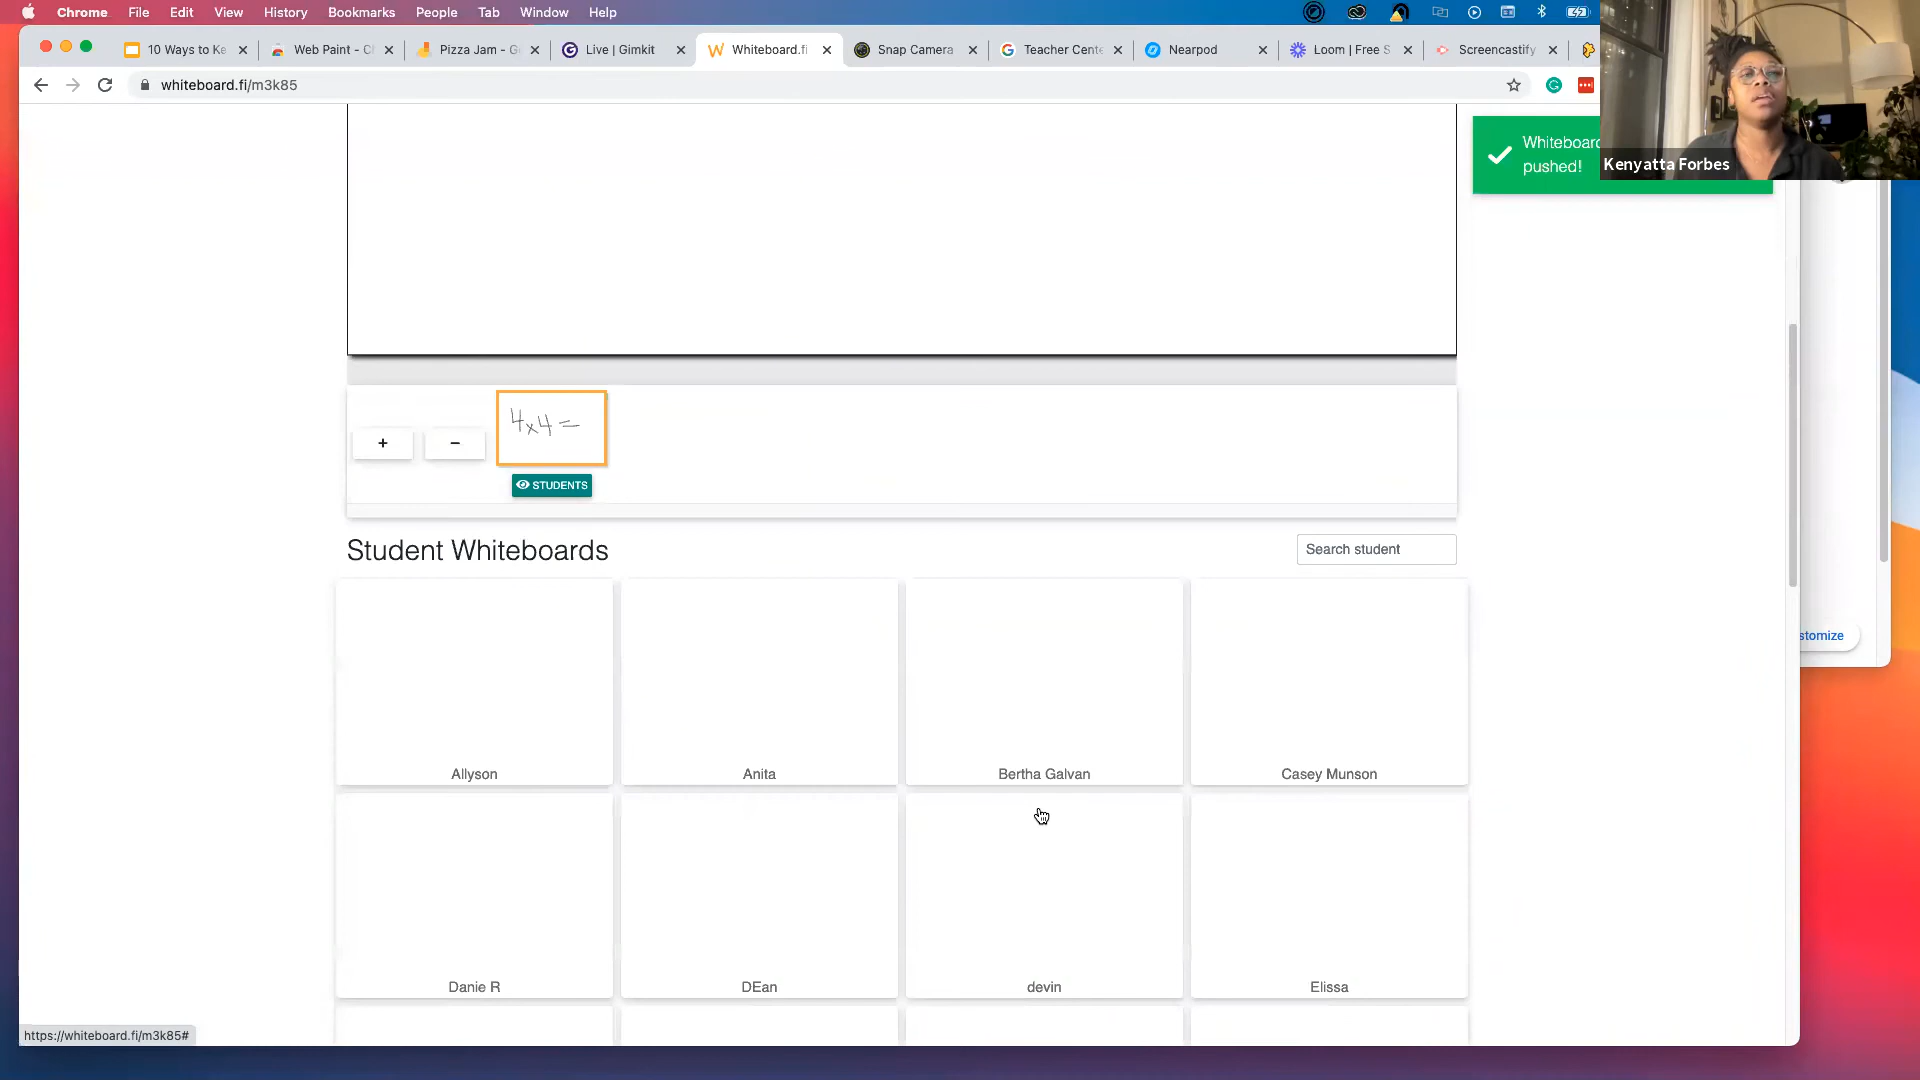 Chrome File Edit View History Bookmarks People Tab Window Help
10 Ways to Ke
Web Paint - C
Pizza Jam - G
Live | Gimkit
Whiteboard.fi
Snap Camera
Teacher Cente
Nearpod
Loom | Free S
Screencastify
whiteboard.fi/m3k85
Whiteboard
pushed!
Kenyatta Forbes
+
−
4x4=
STUDENTS
Student Whiteboards
Search student
Allyson
Anita
Bertha Galvan
Casey Munson
stomize
Danie R
DEan
devin
Elissa
https://whiteboard.fi/m3k85#